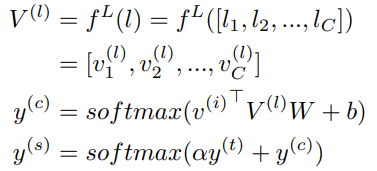 V^{(l)} = f^L(l) = f^L([l_1, l_2, ..., l_C])
= [v_1^{(l)}, v_2^{(l)}, ..., v_C^{(l)}]
y^{(c)} = softmax(v^{(i)⊤} V^{(l)} W + b)
y^{(s)} = softmax(αy^{(t)} + y^{(c)})